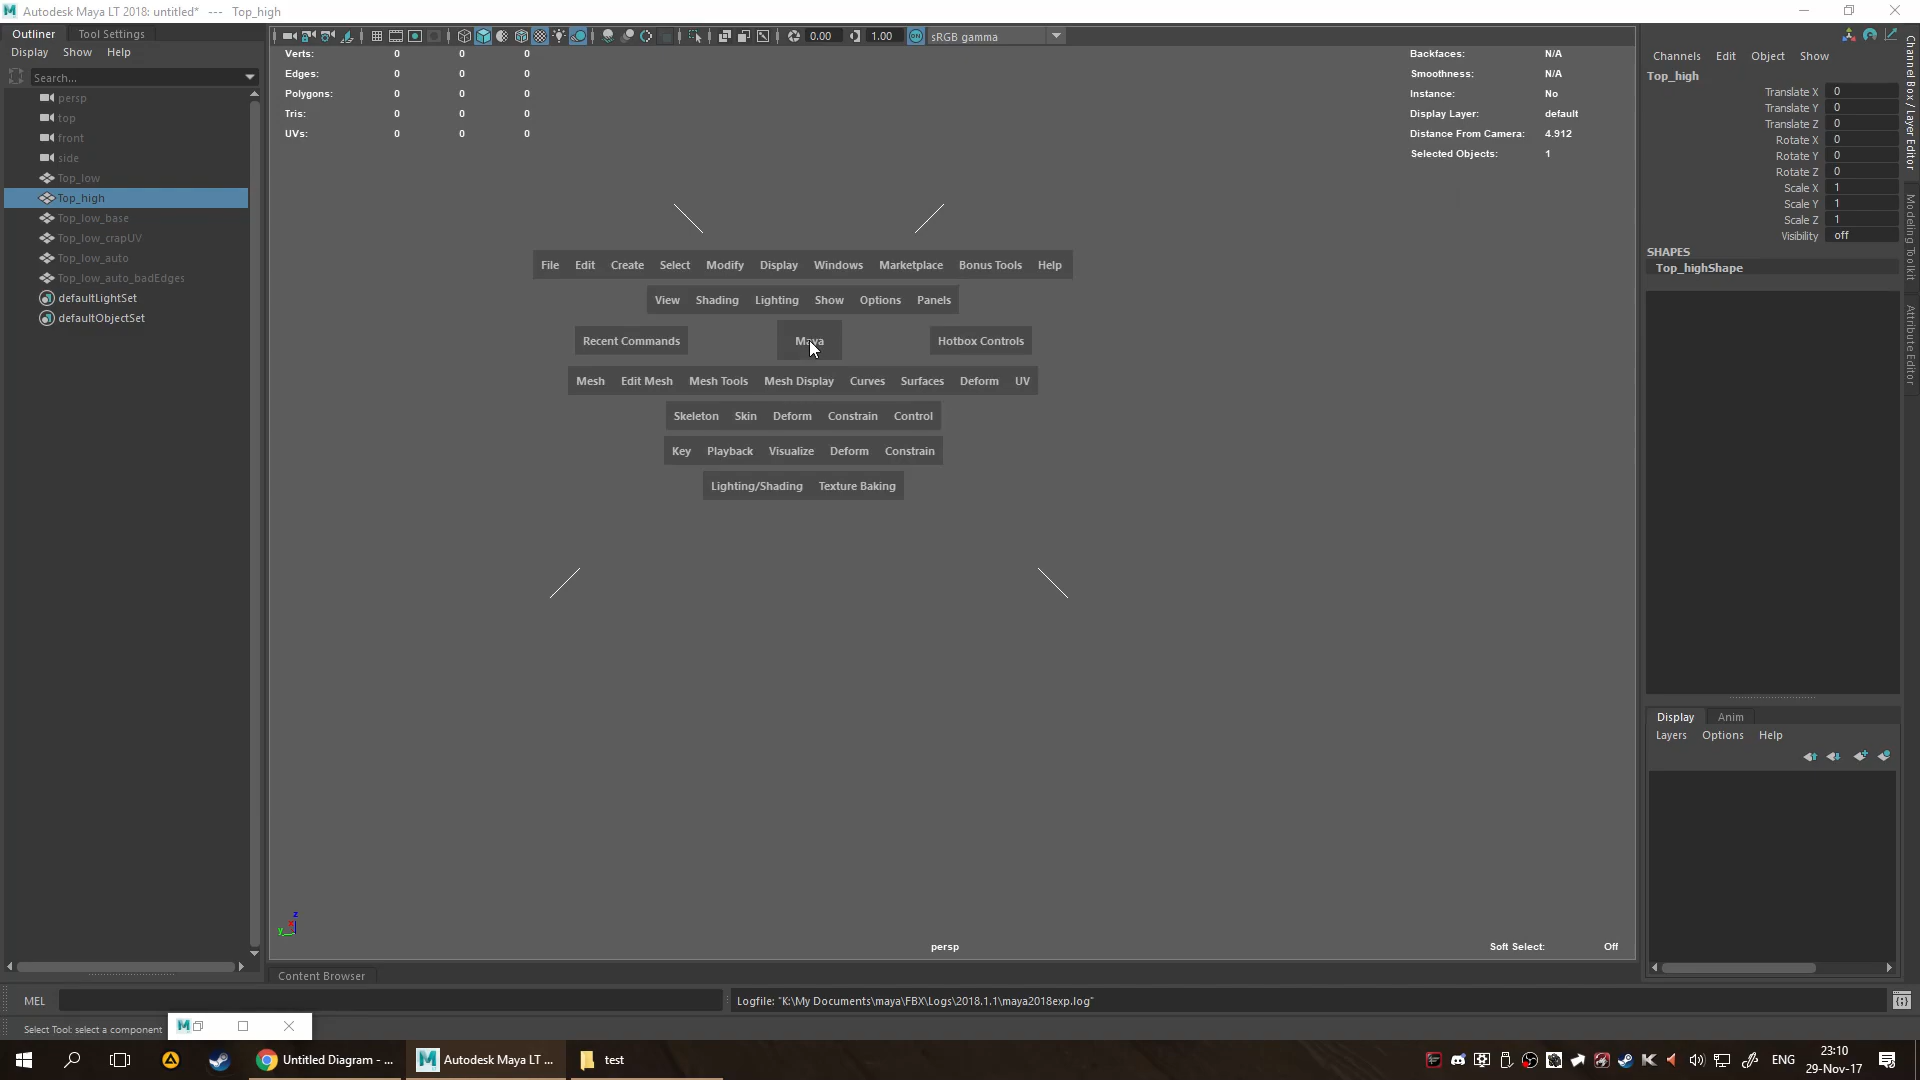 Autodesk Maya LT 2018: untitled* --- Top_high
Outliner Tool Settings
Display Show Help
Search...
persp
top
front
side
Top_low
Top_high
Top_low_base
Top_low_crapUV
Top_low_auto
Top_low_auto_badEdges
defaultLightSet
defaultObjectSet
0.00 1.00 ON sRGB gamma
Verts: 0 0 0
Edges: 0 0 0
Polygons: 0 0 0
Tris: 0 0 0
UVs: 0 0 0
Backfaces: N/A
Smoothness: N/A
Instance: No
Display Layer: default
Distance From Camera: 4.912
Selected Objects: 1
File Edit Create Select Modify Display Windows Marketplace Bonus Tools Help
View Shading Lighting Show Options Panels
Recent Commands Maya Hotbox Controls
Mesh Edit Mesh Mesh Tools Mesh Display Curves Surfaces Deform UV
Skeleton Skin Deform Constrain Control
Key Playback Visualize Deform Constrain
Lighting/Shading Texture Baking
z
x
y
persp
Soft Select: Off
Content Browser
Channels Edit Object Show
Top_high
Translate X 0
Translate Y 0
Translate Z 0
Rotate X 0
Rotate Y 0
Rotate Z 0
Scale X 1
Scale Y 1
Scale Z 1
Visibility off
SHAPES
Top_highShape
Display Anim
Layers Options Help
Channel Box / Layer Editor
Modeling Toolkit
Attribute Editor
MEL
Logfile: "K:\My Documents\maya\FBX\Logs\2018.1.1\maya2018exp.log"
Select Tool: select a component
Untitled Diagram - ...
Autodesk Maya LT ...
test
ENG
23:10
29-Nov-17